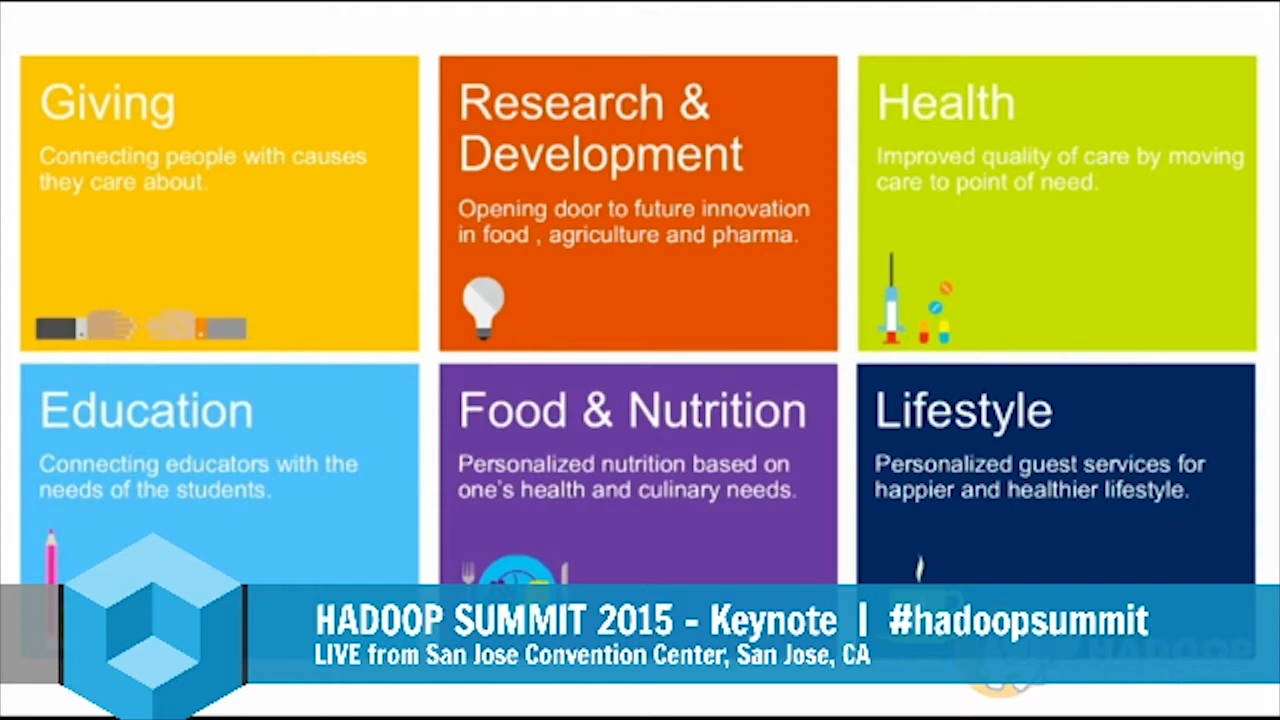 Giving
Connecting people with causes
they care about.
Research &
Development
Opening door to future innovation
in food , agriculture and pharma.
Health
Improved quality of care by moving
care to point of need.
Education
Connecting educators with the
needs of the students.
Food & Nutrition
Personalized nutrition based on
one's health and culinary needs.
Lifestyle
Personalized guest services for
happier and healthier lifestyle.
HADOOP SUMMIT 2015 - Keynote | #hadoopsummit
LIVE from San Jose Convention Center, San Jose, CA
HADOOP